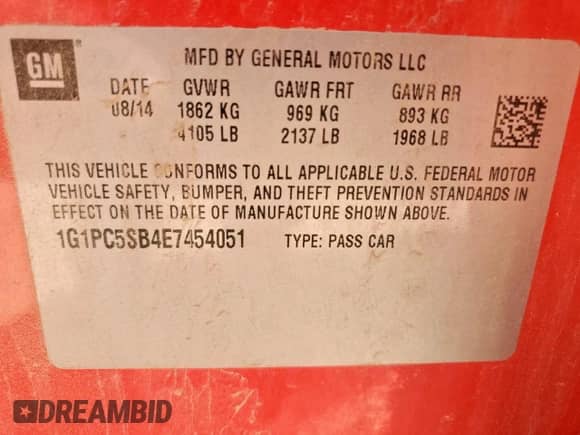 GM
MFD BY GENERAL MOTORS LLC
DATE GVWR GAWR FRT GAWR RR
08/14 1862 KG 969 KG 893 KG
4105 LB 2137 LB 1968 LB
THIS VEHICLE CONFORMS TO ALL APPLICABLE U.S. FEDERAL MOTOR
VEHICLE SAFETY, BUMPER, AND THEFT PREVENTION STANDARDS IN
EFFECT ON THE DATE OF MANUFACTURE SHOWN ABOVE.
1G1PC5SB4E7454051 TYPE: PASS CAR
DREAMBID